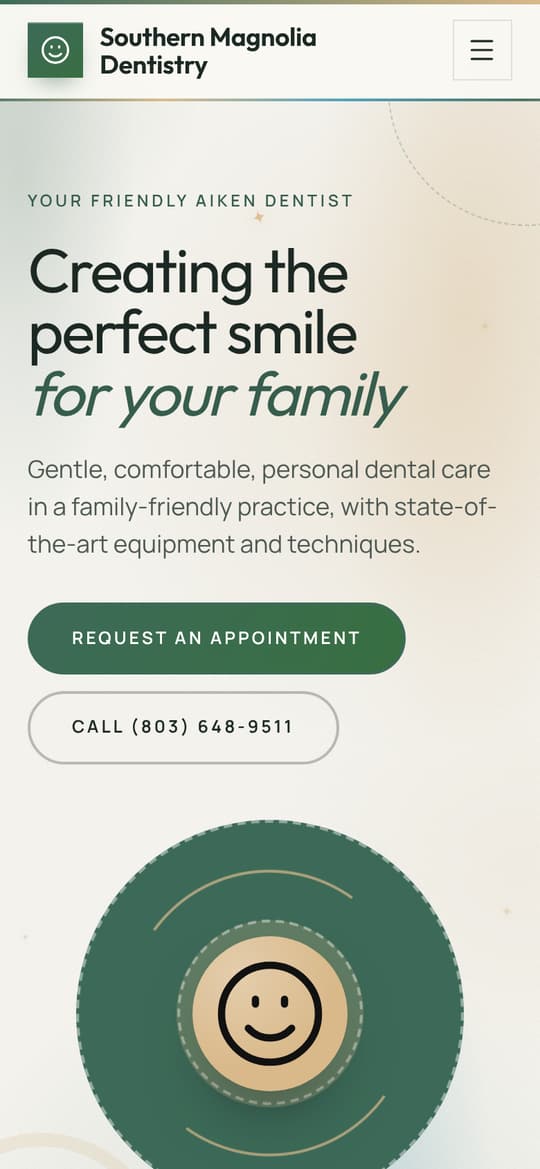 Southern Magnolia
Dentistry
YOUR FRIENDLY AIKEN DENTIST
Creating the
perfect smile
for your family
Gentle, comfortable, personal dental care
in a family-friendly practice, with state-of-
the-art equipment and techniques.
REQUEST AN APPOINTMENT
CALL (803) 648-9511